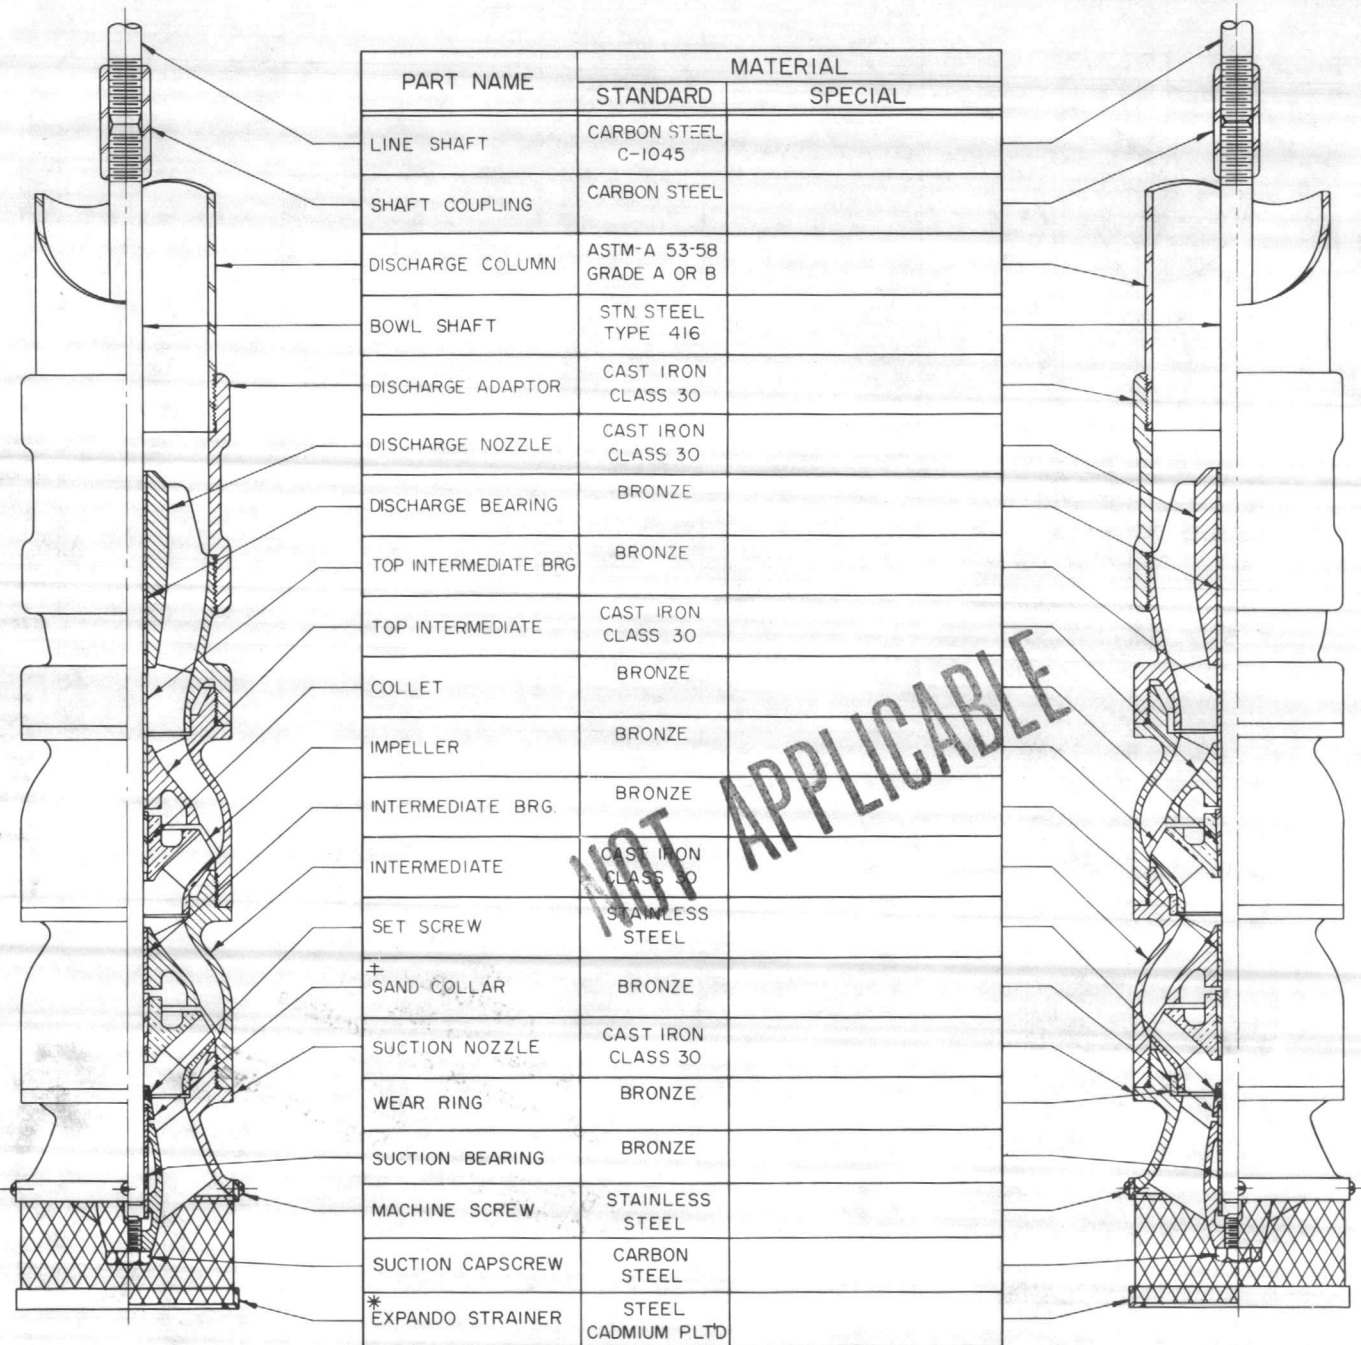 PART NAME
MATERIAL
STANDARD
SPECIAL
LINE SHAFT
CARBON STEEL
C-1045
SHAFT COUPLING
CARBON STEEL
DISCHARGE COLUMN
ASTM-A 53-58
GRADE A OR B
BOWL SHAFT
STN. STEEL
TYPE 416
DISCHARGE ADAPTOR
CAST IRON
CLASS 30
DISCHARGE NOZZLE
CAST IRON
CLASS 30
DISCHARGE BEARING
BRONZE
TOP INTERMEDIATE BRG
BRONZE
TOP INTERMEDIATE
CAST IRON
CLASS 30
COLLET
BRONZE
IMPELLER
BRONZE
INTERMEDIATE BRG.
BRONZE
INTERMEDIATE
CAST IRON
CLASS 30
NOT APPLICABLE
SET SCREW
STAINLESS
STEEL
+
SAND COLLAR
BRONZE
SUCTION NOZZLE
CAST IRON
CLASS 30
WEAR RING
BRONZE
SUCTION BEARING
BRONZE
MACHINE SCREW
STAINLESS
STEEL
SUCTION CAPSCREW
CARBON
STEEL
*
EXPANDO STRAINER
STEEL
CADMIUM PLT'D